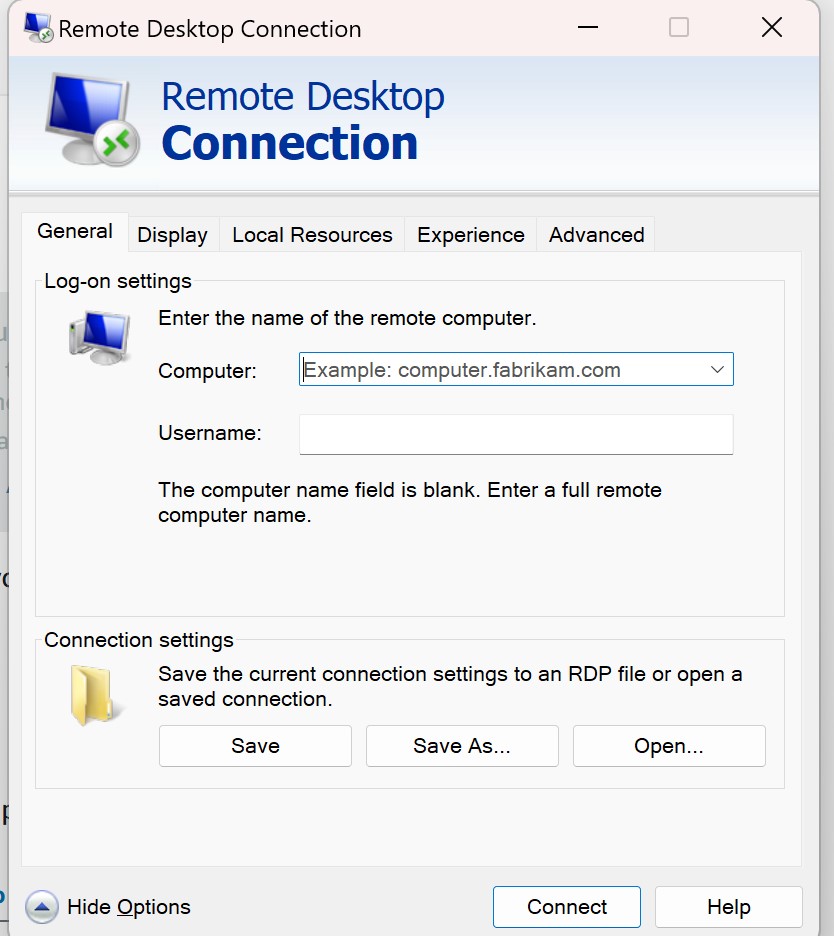 Remote Desktop Connection
Remote Desktop
Connection
General Display Local Resources Experience Advanced
Log-on settings
Enter the name of the remote computer.
Computer: Example: computer.fabrikam.com
Username:
The computer name field is blank. Enter a full remote
computer name.
Connection settings
Save the current connection settings to an RDP file or open a
saved connection.
Save Save As... Open...
Hide Options Connect Help